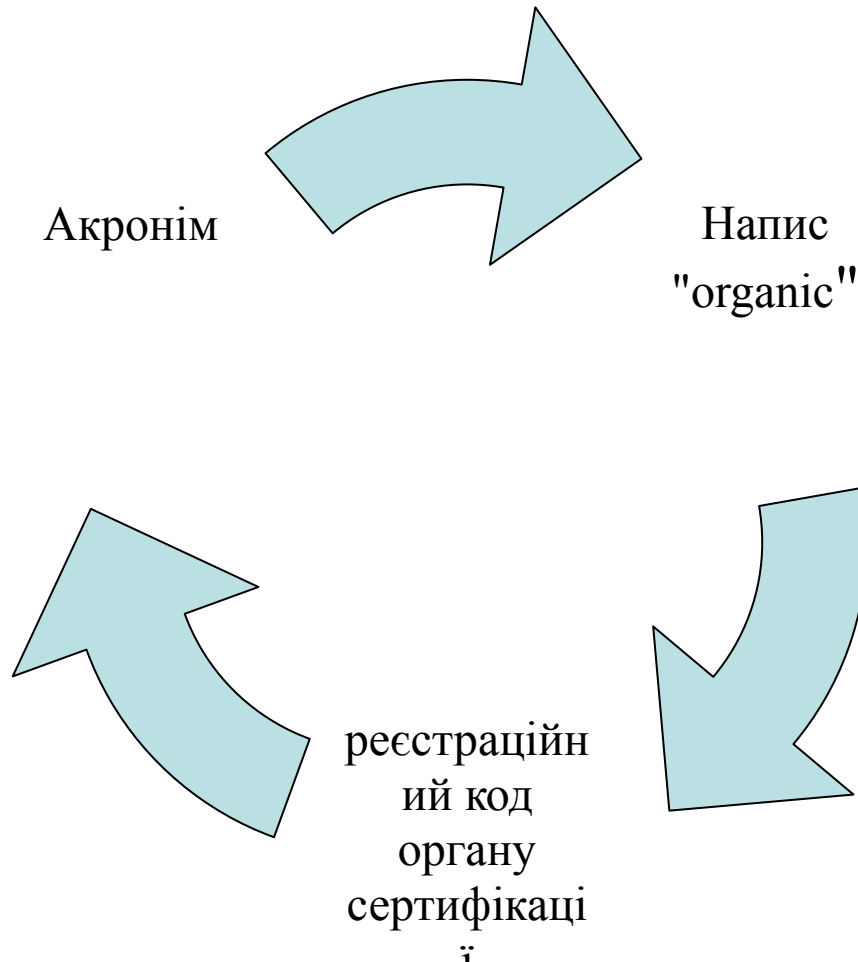 Акронім
Напис
"organic"
реєстраційн
ий код
органу
сертифікаці
ї